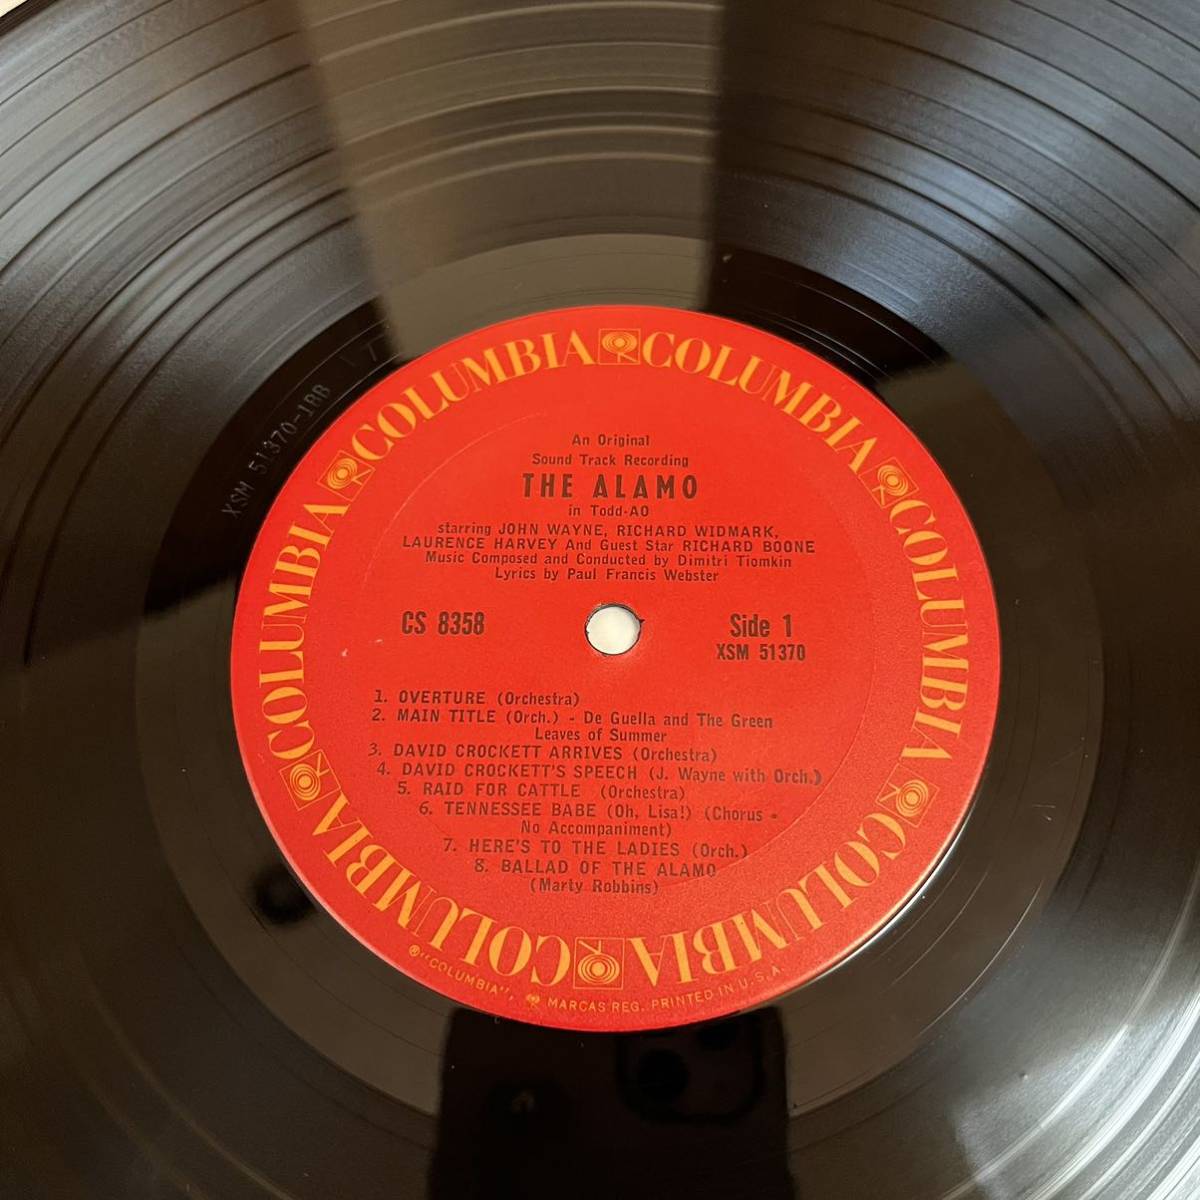 COLUMBIA COLUMBIA COLUMBIA COLUMBIA COLUMBIA COLUMBIA COLUMBIA
An Original
Sound Track Recording
THE ALAMO
in Todd-AO
starring JOHN WAYNE, RICHARD WIDMARK,
LAURENCE HARVEY And Guest Star RICHARD BOONE
Music Composed and Conducted by Dimitri Tiomkin
Lyrics by Paul Francis Webster
CS 8358
Side 1
XSM 51370
1. OVERTURE (Orchestra)
2. MAIN TITLE (Orch.) - De Guella and The Green
Leaves of Summer
3. DAVID CROCKETT ARRIVES (Orchestra)
4. DAVID CROCKETT'S SPEECH (J. Wayne with Orch.)
5. RAID FOR CATTLE (Orchestra)
6. TENNESSEE BABE (Oh, Lisa!) (Chorus -
No Accompaniment)
7. HERE'S TO THE LADIES (Orch.)
8. BALLAD OF THE ALAMO
(Marty Robbins)
®"COLUMBIA", MARCAS REG. PRINTED IN U.S.A.
XSM 51370-1BB